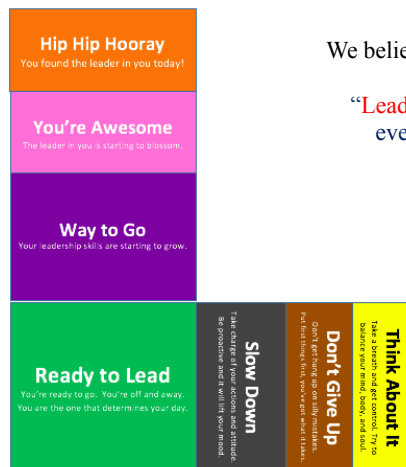 Hip Hip Hooray
You found the leader in you today!
We belie
"Lead
eve
You're Awesome
The leader in you is starting to blossom.
Way to Go
Your leadership skills are starting to grow.
Ready to Lead
You're ready to go.  You're off and away.
You are the one that determines your day.
Slow Down
Take charge of your actions and attitude.
Be proactive and it will lift your mood.
Don't Give Up
Don't get hung up on silly mistakes.
Put first things first, you've got what it takes.
Think About It
Take a breath and get control. Try to
balance your mind, body, and soul.